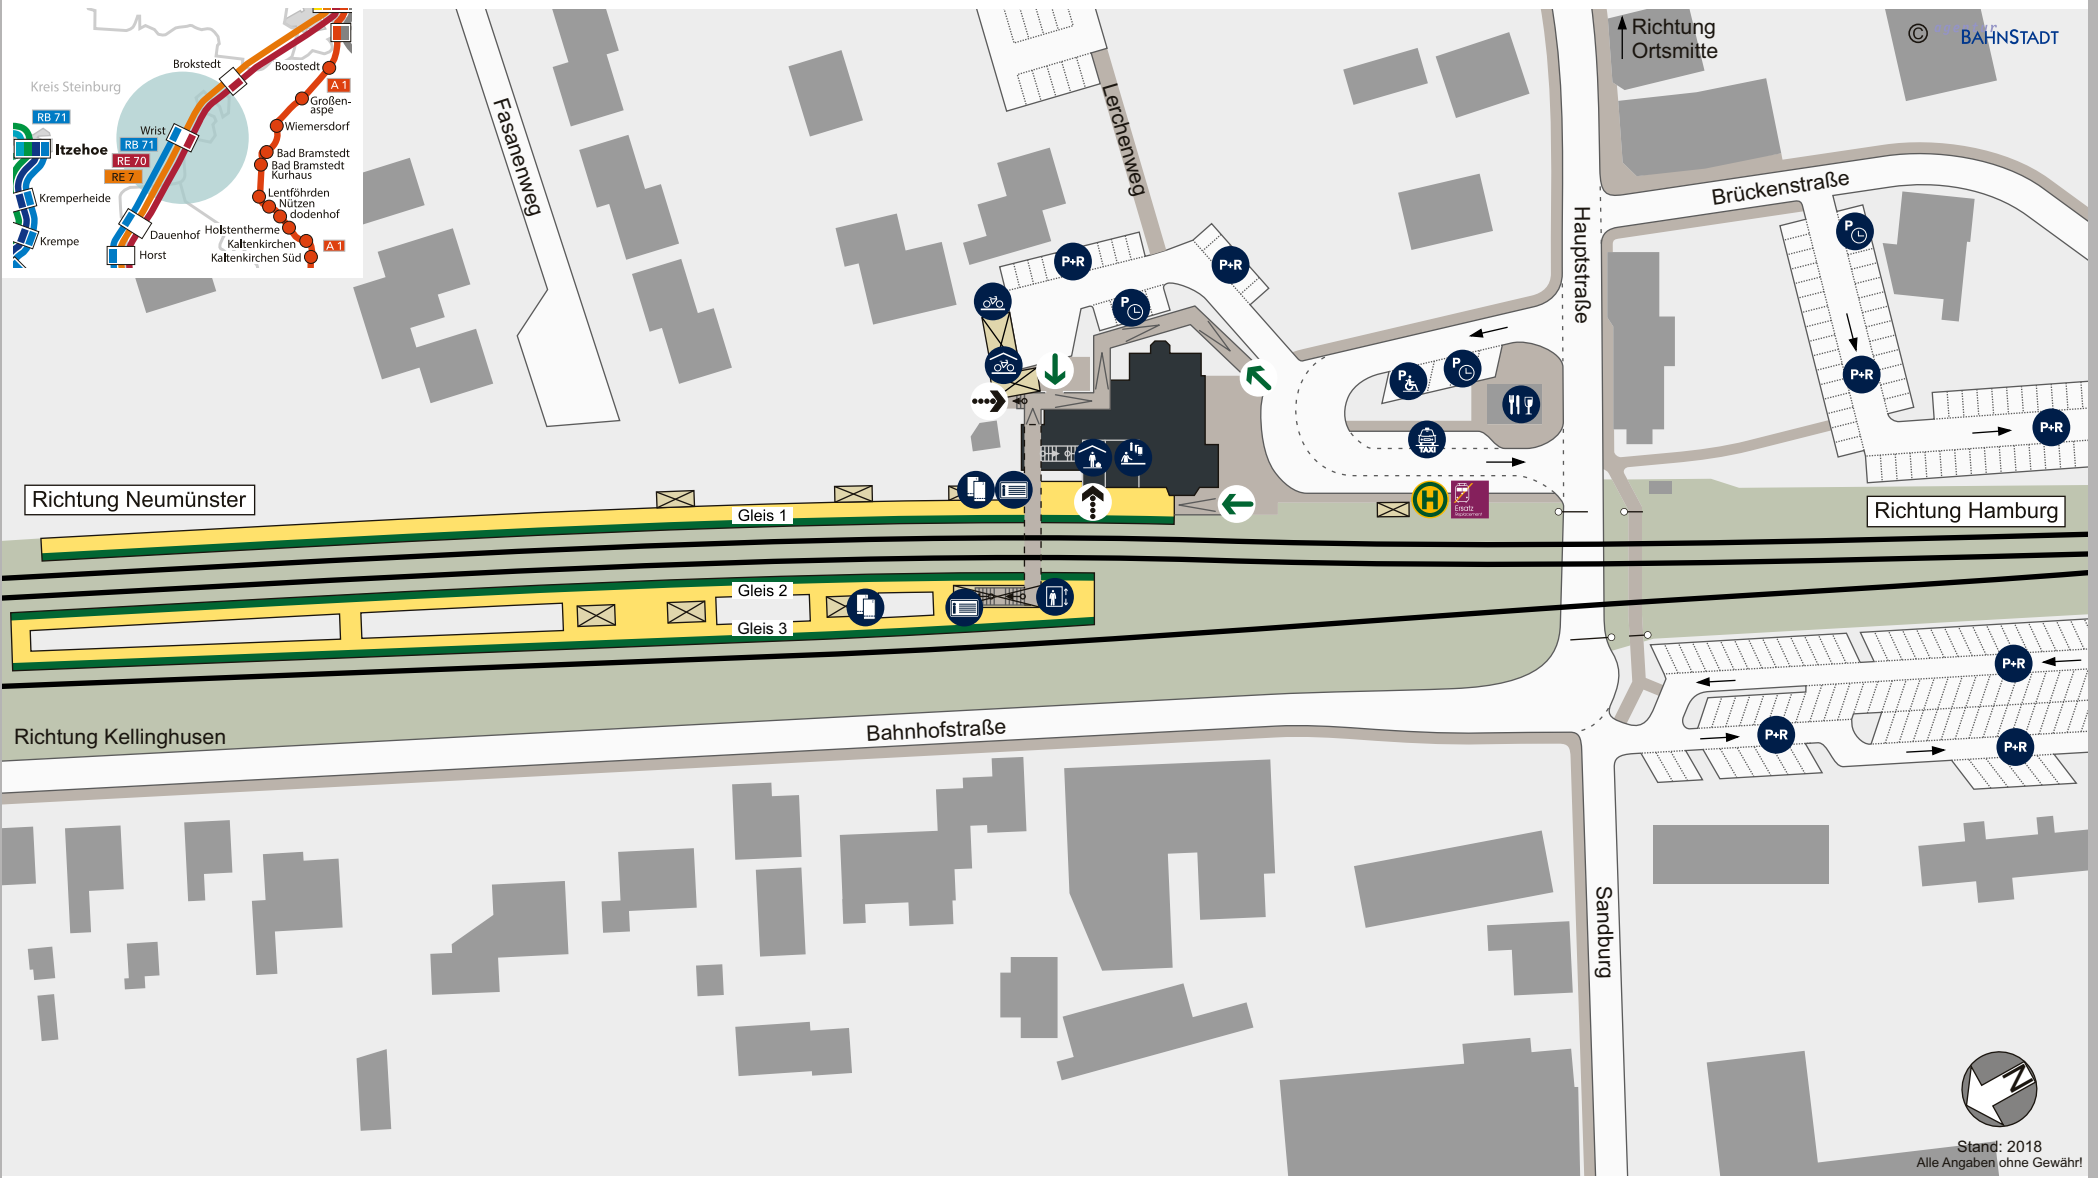 Brokstedt
Boostedt
A 1
Kreis Steinburg
Großen-
aspe
RB 71
Wrist
Wiemersdorf
RB 71
Itzehoe
RE 70
Bad Bramstedt
Bad Bramstedt
Kurhaus
RE 7
Kremperheide
Lentföhrden
Nützen
dodenhof
Krempe
Dauenhof
Holstentherme
Kaltenkirchen
A 1
Horst
Kaltenkirchen Süd
Fasanenweg
Lerchenweg
Hauptstraße
Richtung
Ortsmitte
©
BAHNSTADT
Brückenstraße
P
P+R
P+R
P
P+R
P
P
P+R
TAXI
H
Ersatz
Richtung Neumünster
Gleis 1
Richtung Hamburg
Gleis 2
Gleis 3
P+R
P+R
P+R
Richtung Kellinghusen
Bahnhofstraße
Sandburg
N
Stand: 2018
Alle Angaben ohne Gewähr!